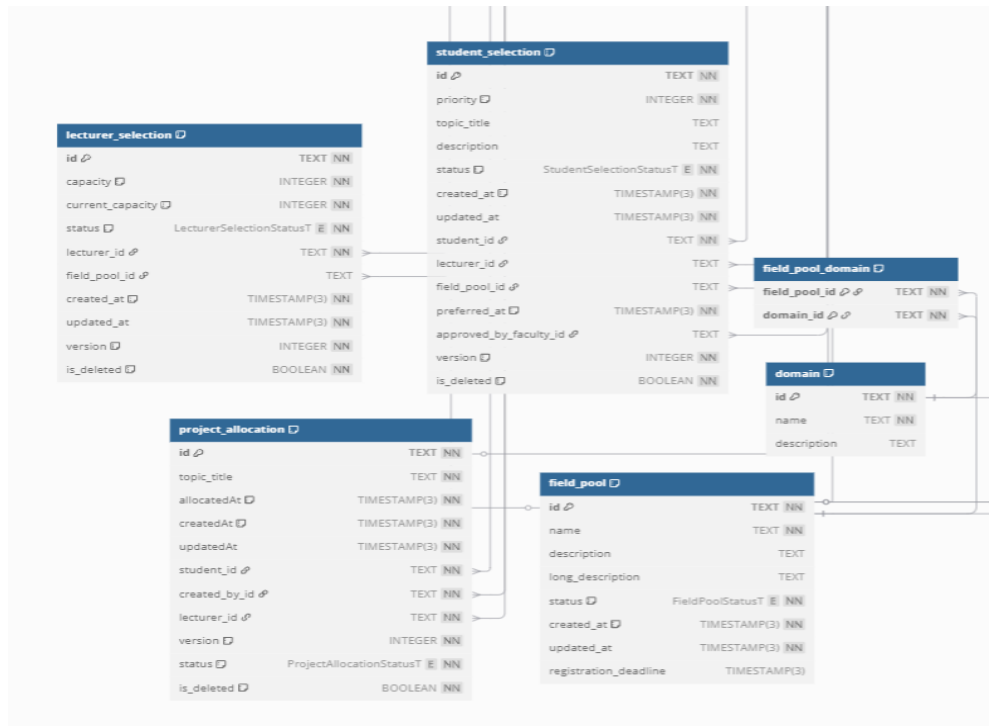 student_selection
id TEXT NN
priority INTEGER NN
topic_title TEXT
description TEXT
status StudentSelectionStatusT E NN
created_at TIMESTAMP(3) NN
updated_at TIMESTAMP(3) NN
student_id TEXT NN
lecturer_id TEXT
field_pool_id TEXT
preferred_at TIMESTAMP(3) NN
approved_by_faculty_id TEXT
version INTEGER NN
is_deleted BOOLEAN NN
lecturer_selection
id TEXT NN
capacity INTEGER NN
current_capacity INTEGER NN
status LecturerSelectionStatusT E NN
lecturer_id TEXT NN
field_pool_id TEXT
created_at TIMESTAMP(3) NN
updated_at TIMESTAMP(3) NN
version INTEGER NN
is_deleted BOOLEAN NN
field_pool_domain
field_pool_id TEXT NN
domain_id TEXT NN
domain
id TEXT NN
name TEXT NN
description TEXT
project_allocation
id TEXT NN
topic_title TEXT NN
allocatedAt TIMESTAMP(3) NN
createdAt TIMESTAMP(3) NN
updatedAt TIMESTAMP(3) NN
student_id TEXT NN
created_by_id TEXT NN
lecturer_id TEXT NN
version INTEGER NN
status ProjectAllocationStatusT E NN
is_deleted BOOLEAN NN
field_pool
id TEXT NN
name TEXT NN
description TEXT
long_description TEXT
status FieldPoolStatusT E NN
created_at TIMESTAMP(3) NN
updated_at TIMESTAMP(3) NN
registration_deadline TIMESTAMP(3)